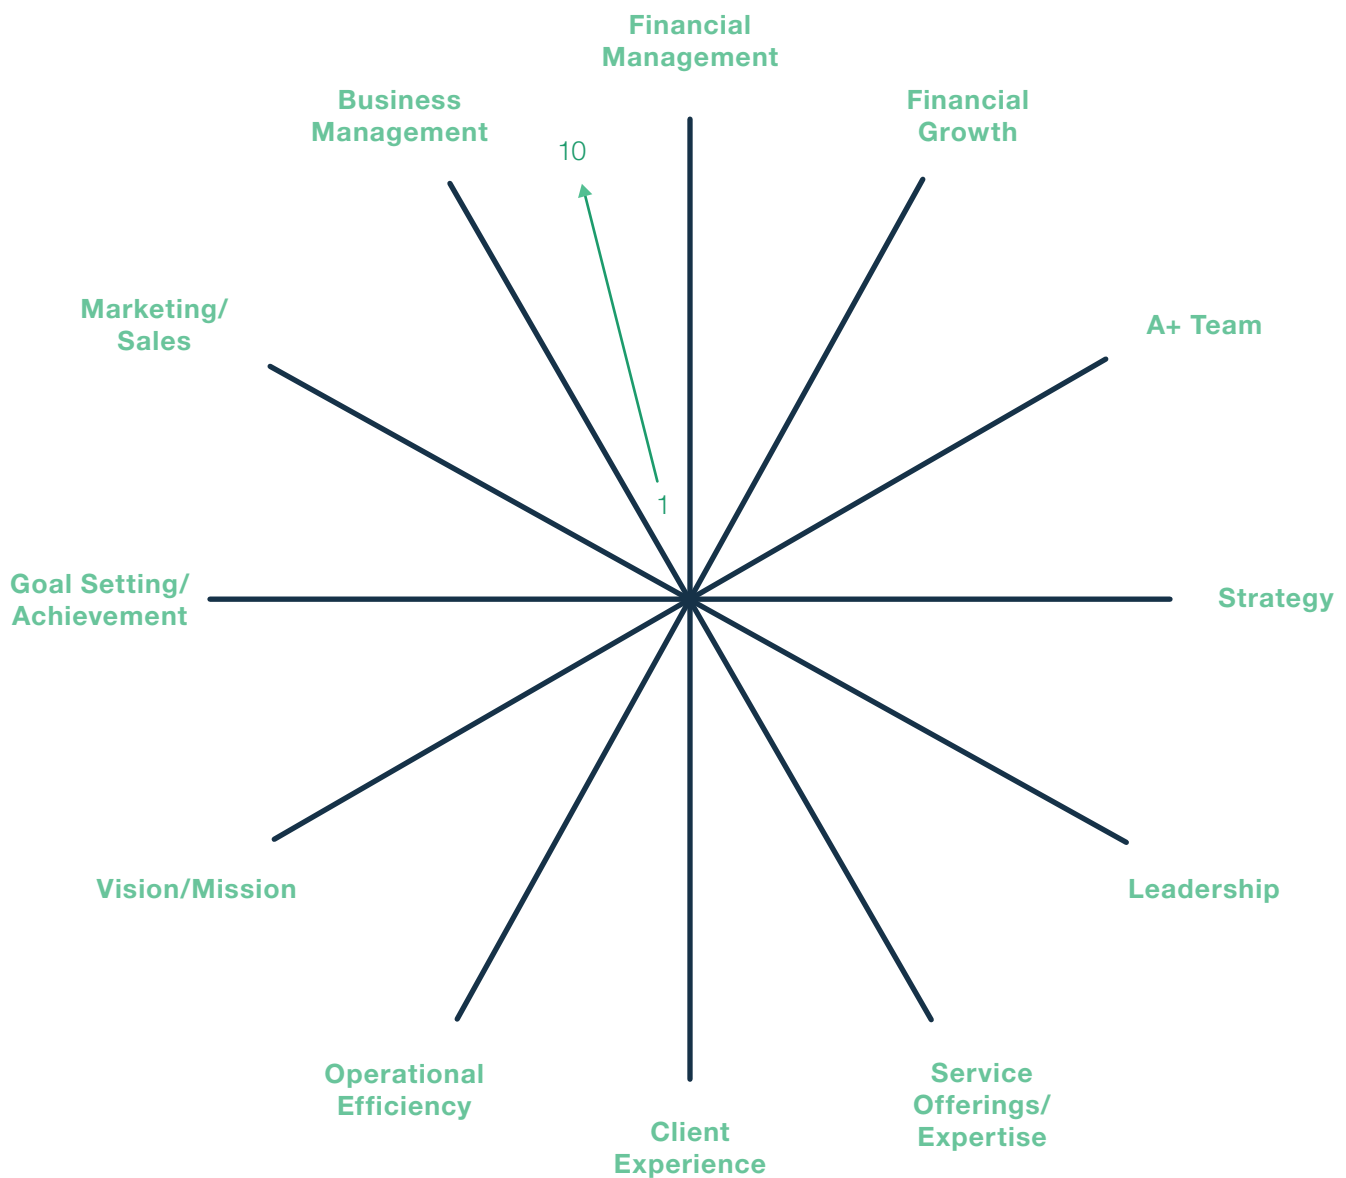 Financial
Management
Business
Management
Financial
Growth
10
Marketing/
Sales
A+ Team
1
Goal Setting/
Achievement
Strategy
Vision/Mission
Leadership
Operational
Efficiency
Service
Offerings/
Expertise
Client
Experience